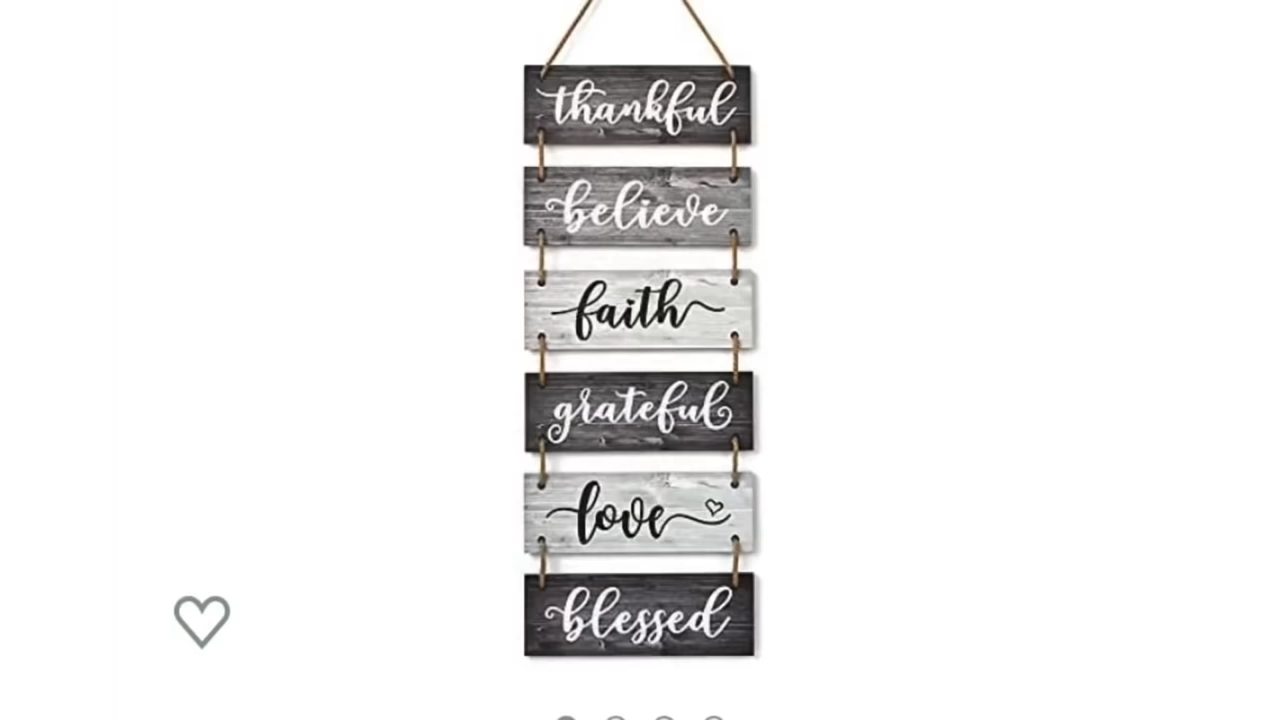 thankful
believe
faith
grateful
love
blessed